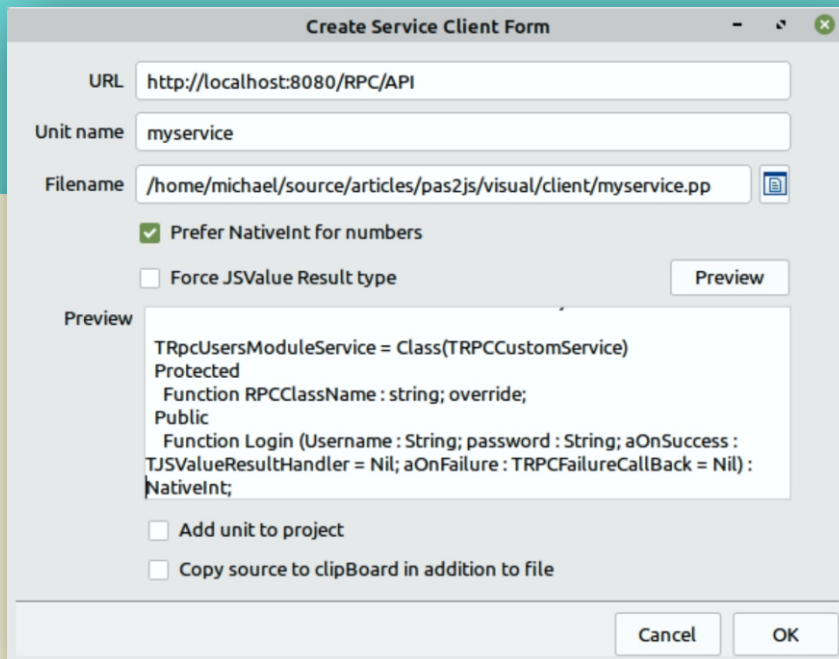 Create Service Client Form
URL http://localhost:8080/RPC/API
Unit name myservice
Filename /home/michael/source/articles/pas2js/visual/client/myservice.pp
Prefer NativeInt for numbers
Force JSValue Result type Preview
Preview
TRpcUsersModuleService = Class(TRPCCustomService)
Protected
Function RPCClassName : string; override;
Public
Function Login (Username : String; password : String; aOnSuccess :
TJSValueResultHandler = Nil; aOnFailure : TRPCFailureCallBack = Nil) :
NativeInt;
Add unit to project
Copy source to clipBoard in addition to file
Cancel OK